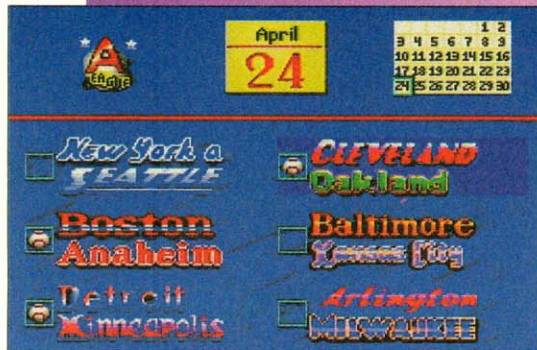 A
LEAGUE
April
24
1 2
3 4 5 6 7 8 9
10 11 12 13 14 15 16
17 18 19 20 21 22 23
24 25 26 27 28 29 30
New York a
SEATTLE
CLEVELAND
Oakland
Boston
Anaheim
Baltimore
Kansas City
Detroit
Minneapolis
Arlington
MILWAUKEE